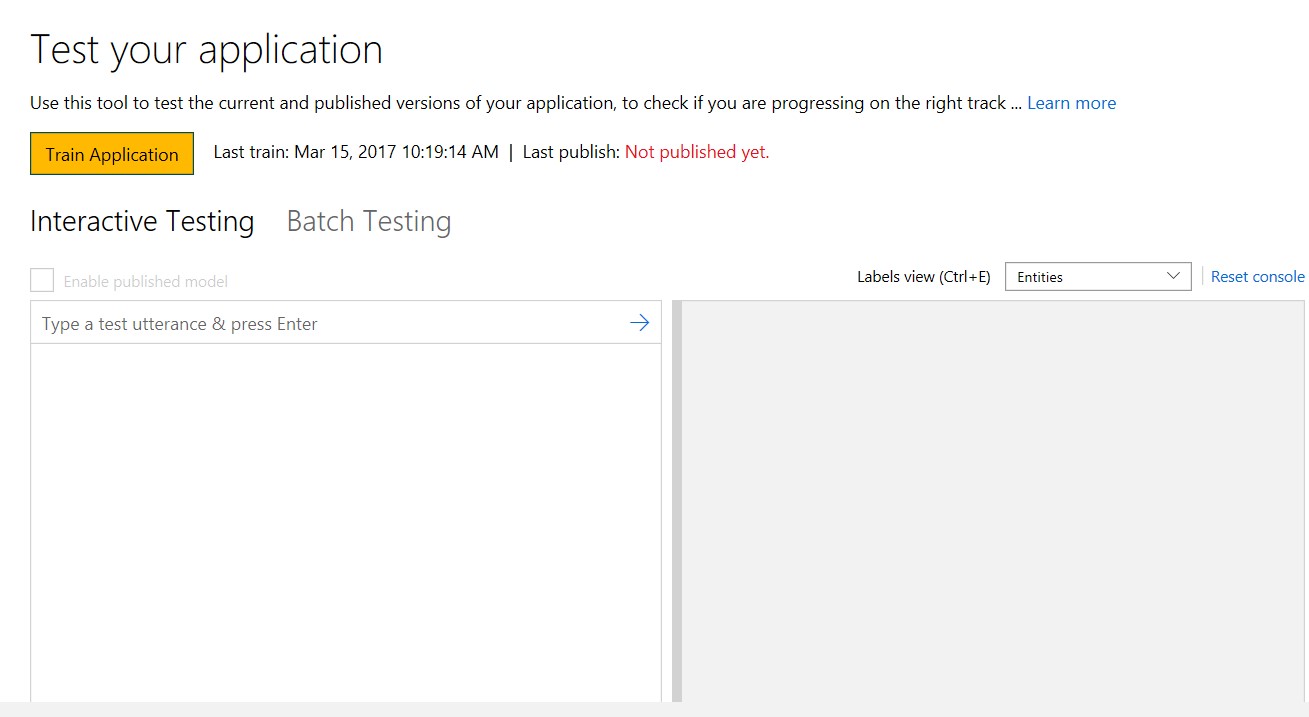 Test your application
Use this tool to test the current and published versions of your application, to check if you are progressing on the right track ... Learn more
Train Application Last train: Mar 15, 2017 10:19:14 AM | Last publish: Not published yet.
Interactive Testing Batch Testing
Enable published model Labels view (Ctrl+E) Entities Reset console
Type a test utterance & press Enter